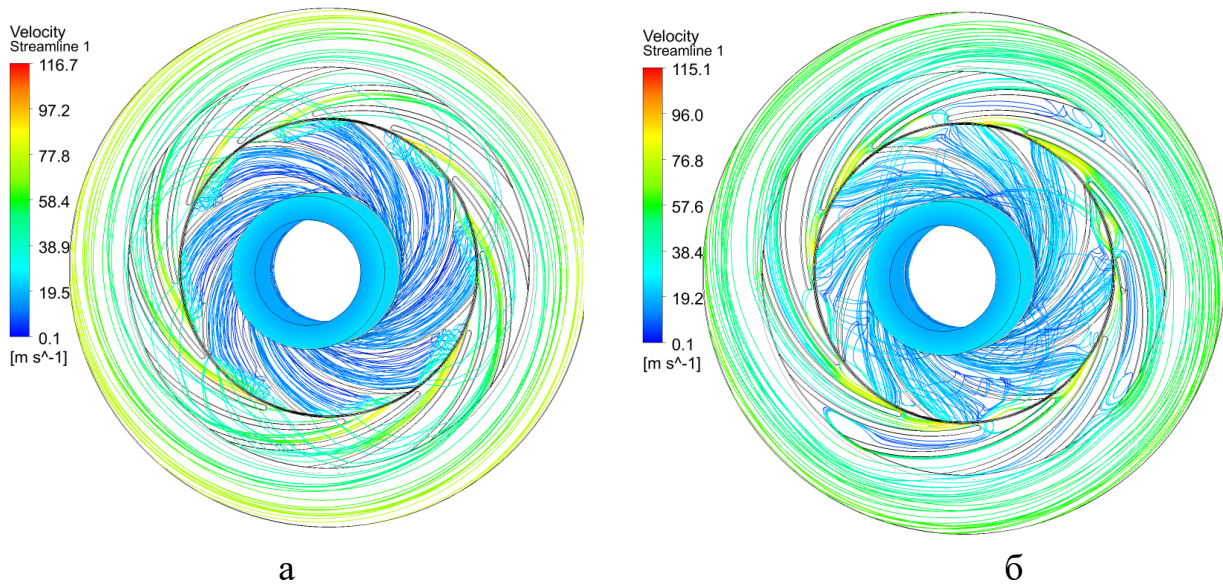 Velocity
Streamline 1
116.7
97.2
77.8
58.4
38.9
19.5
0.1
[m s^-1]
а
Velocity
Streamline 1
115.1
96.0
76.8
57.6
38.4
19.2
0.1
[m s^-1]
б